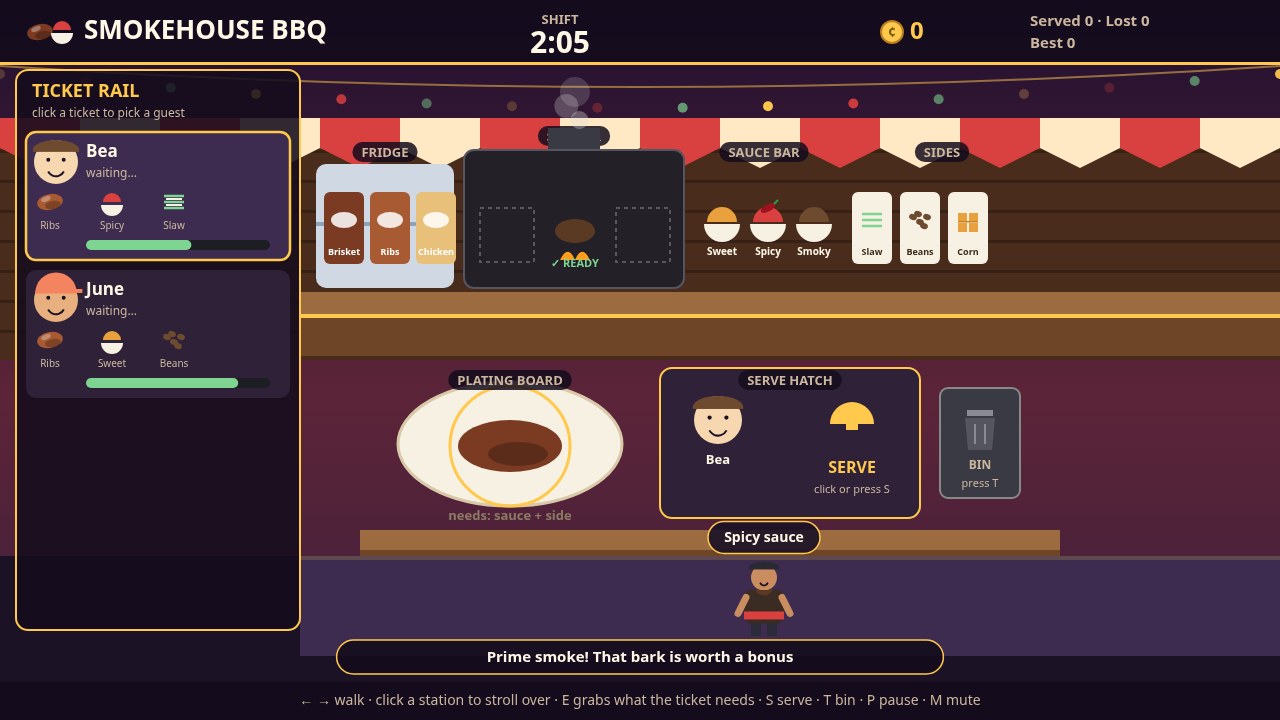 SMOKEHOUSE BBQ
SHIFT
2:05
¢ 0
Served 0 · Lost 0
Best 0
TICKET RAIL
click a ticket to pick a guest
Bea
waiting...
Ribs
Spicy
Slaw
June
waiting...
Ribs
Sweet
Beans
FRIDGE
Brisket
Ribs
Chicken
✓ READY
SAUCE BAR
Sweet
Spicy
Smoky
SIDES
Slaw
Beans
Corn
PLATING BOARD
needs: sauce + side
SERVE HATCH
Bea
SERVE
click or press S
BIN
press T
Spicy sauce
Prime smoke! That bark is worth a bonus
← → walk · click a station to stroll over · E grabs what the ticket needs · S serve · T bin · P pause · M mute